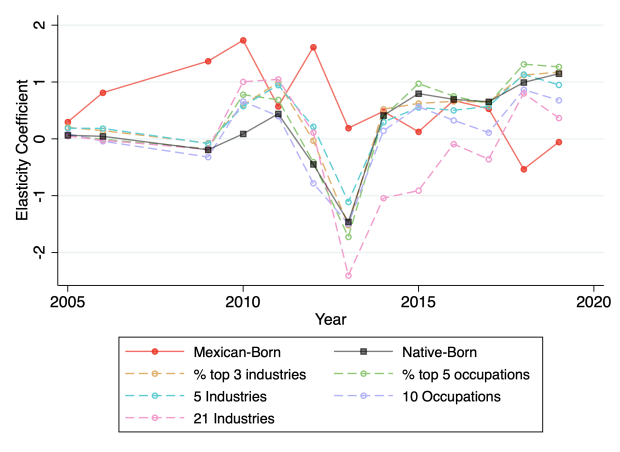 2
1
0
-1
-2
Elasticity Coefficient
2005 2010 2015 2020
Year
Mexican-Born Native-Born
% top 3 industries % top 5 occupations
5 Industries 10 Occupations
21 Industries